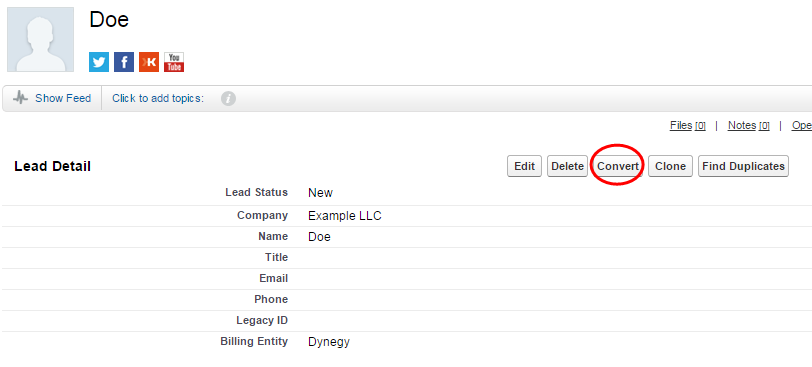 Doe
You
Tube
Show Feed Click to add topics: i
Files [0] | Notes [0] | Ope
Lead Detail Edit Delete Convert Clone Find Duplicates
Lead Status New
Company Example LLC
Name Doe
Title
Email
Phone
Legacy ID
Billing Entity Dynegy